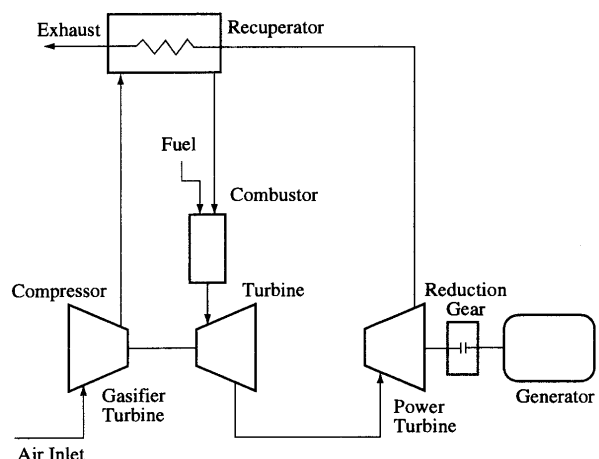 Exhaust
Recuperator
Fuel
Combustor
Compressor
Turbine
Reduction
Gear
Gasifier
Turbine
Power
Turbine
Generator
Air Inlet